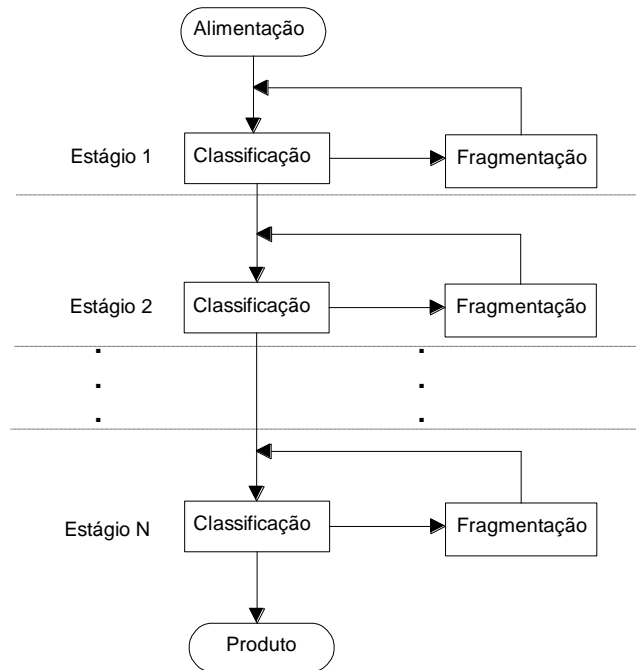 Alimentação
Estágio 1
Classificação
Fragmentação
Estágio 2
Classificação
Fragmentação
Estágio N
Classificação
Fragmentação
Produto